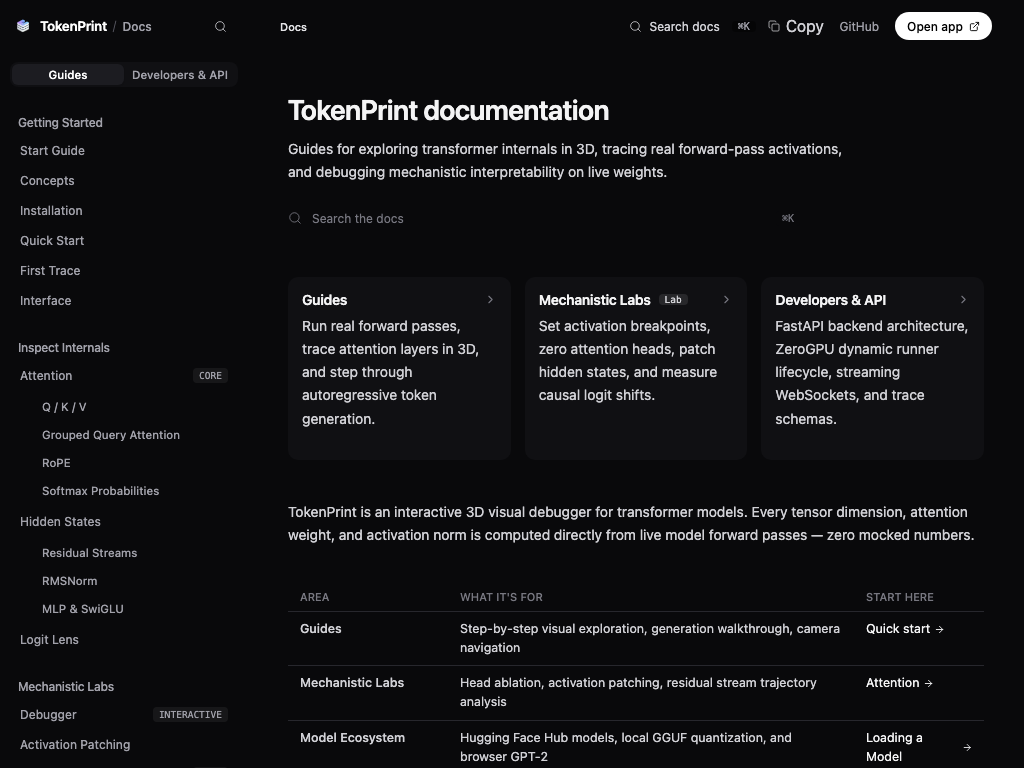 TokenPrint / Docs
Docs
Search docs ⌘K
Copy
GitHub
Open app
Guides
Developers & API
Getting Started
Start Guide
Concepts
Installation
Quick Start
First Trace
Interface
Inspect Internals
Attention CORE
Q / K / V
Grouped Query Attention
RoPE
Softmax Probabilities
Hidden States
Residual Streams
RMSNorm
MLP & SwiGLU
Logit Lens
Mechanistic Labs
Debugger INTERACTIVE
Activation Patching
TokenPrint documentation
Guides for exploring transformer internals in 3D, tracing real forward-pass activations,
and debugging mechanistic interpretability on live weights.
Search the docs ⌘K
Guides
Run real forward passes,
trace attention layers in 3D,
and step through
autoregressive token
generation.
Mechanistic Labs Lab
Set activation breakpoints,
zero attention heads, patch
hidden states, and measure
causal logit shifts.
Developers & API
FastAPI backend architecture,
ZeroGPU dynamic runner
lifecycle, streaming
WebSockets, and trace
schemas.
TokenPrint is an interactive 3D visual debugger for transformer models. Every tensor dimension, attention
weight, and activation norm is computed directly from live model forward passes — zero mocked numbers.
AREA WHAT IT'S FOR START HERE
Guides
Step-by-step visual exploration, generation walkthrough, camera
navigation
Quick start →
Mechanistic Labs
Head ablation, activation patching, residual stream trajectory
analysis
Attention →
Model Ecosystem
Hugging Face Hub models, local GGUF quantization, and
browser GPT-2
Loading a
Model →